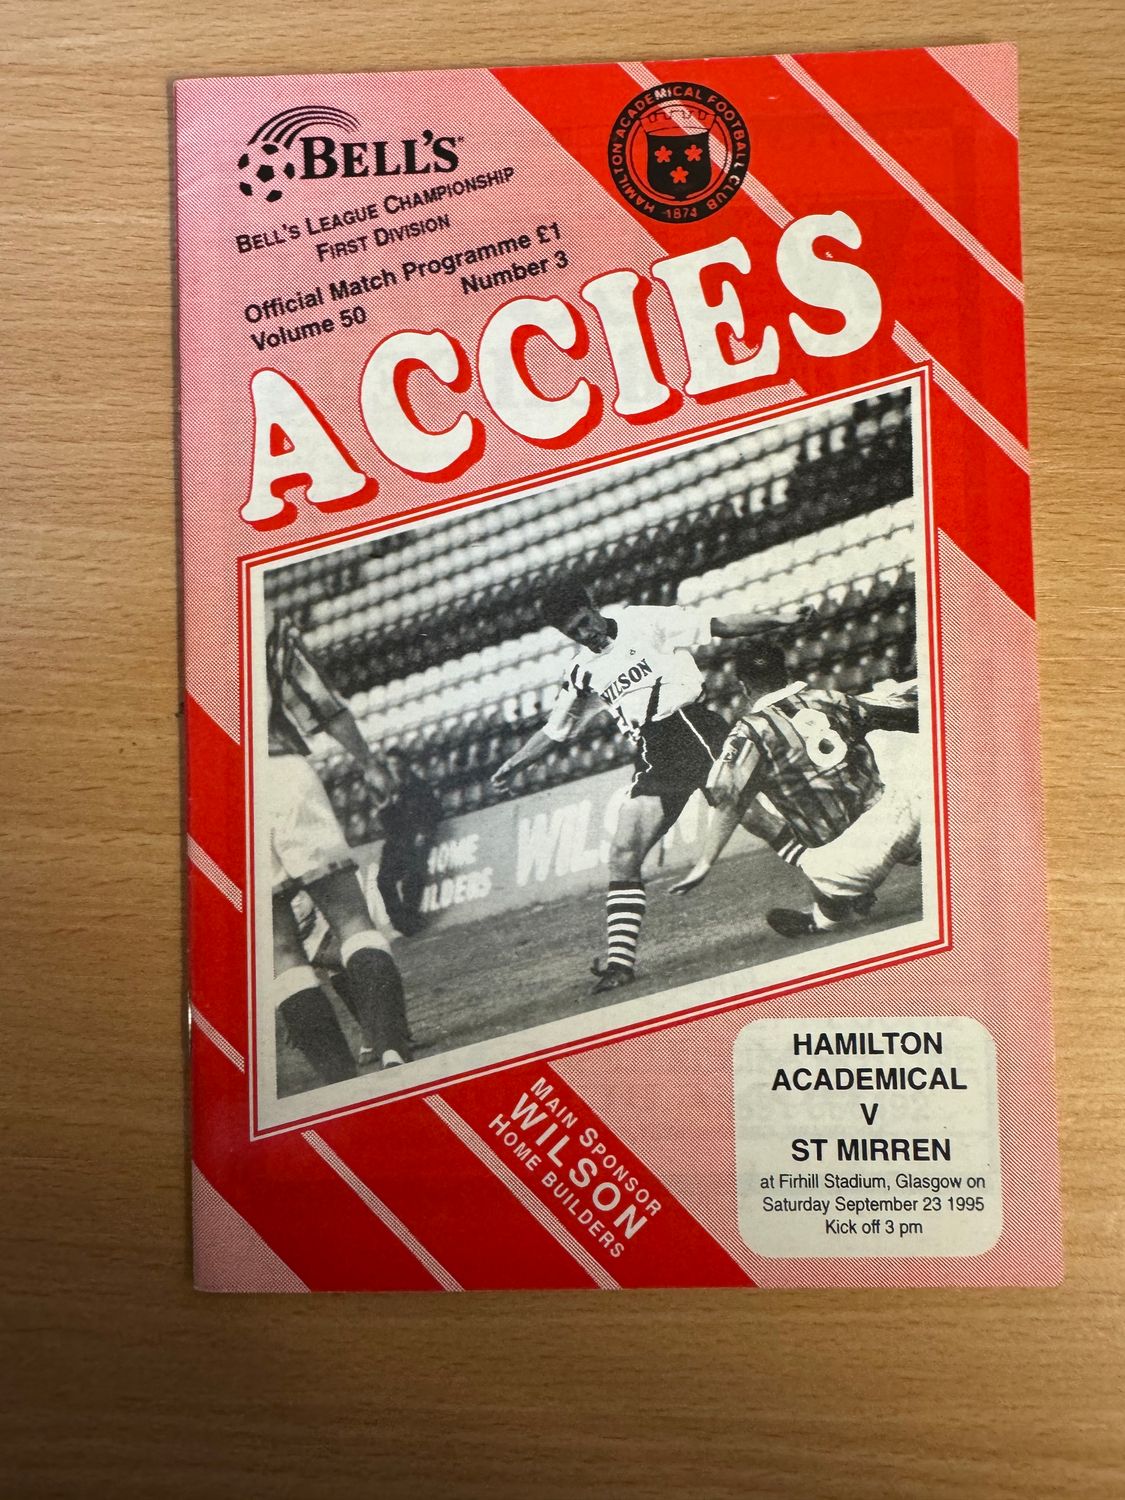 BELL'S
BELL'S LEAGUE CHAMPIONSHIP
FIRST DIVISION
Official Match Programme £1
Volume 50
Number 3
HAMILTON ACADEMICAL FOOTBALL CLUB
1874
ACCIES
WILSON
8
HOME
WILS
MAIN SPONSOR
WILSON
HOME BUILDERS
HAMILTON
ACADEMICAL
V
ST MIRREN
at Firhill Stadium, Glasgow on
Saturday September 23 1995
Kick off 3 pm